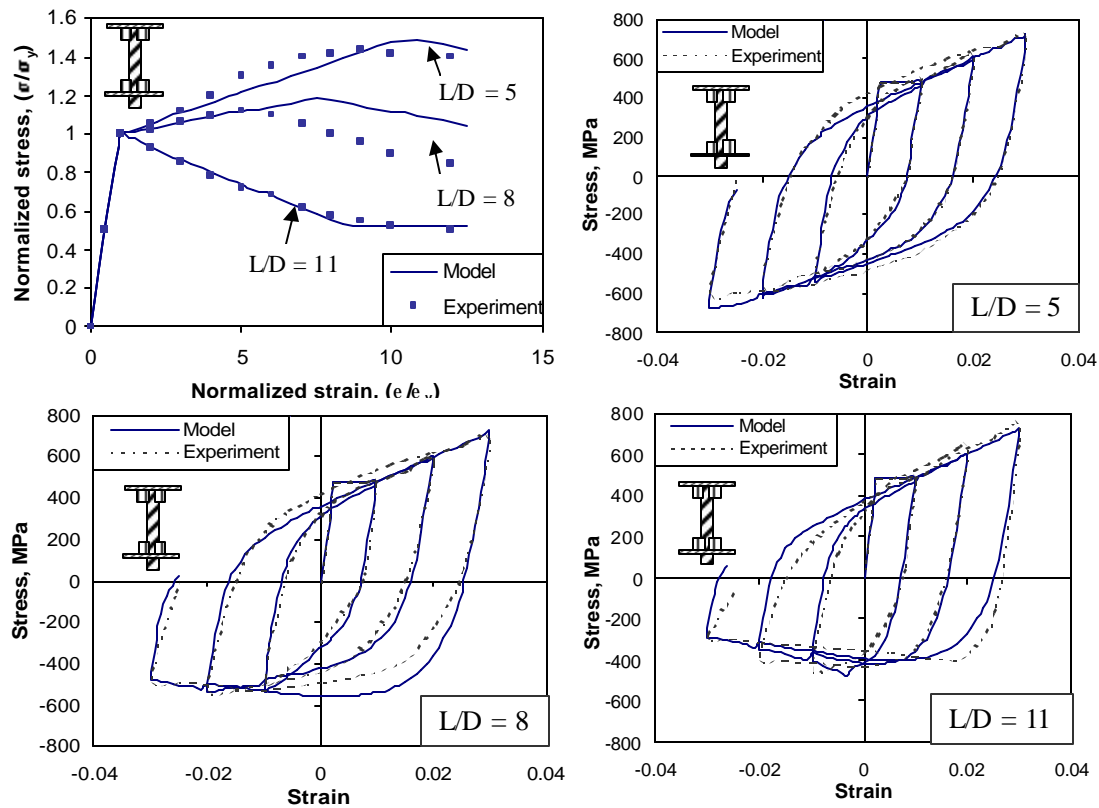 1.6
1.4
1.2
1
0.8
0.6
0.4
0.2
0
Normalized stress, (σ/σy)
L/D = 5
L/D = 8
L/D = 11
Model
Experiment
0 5 10 15
Normalized strain, (e/e
800
600
400
200
0
-200
-400
-600
-800
Stress, MPa
Model
Experiment
L/D = 5
-0.04 -0.02 0 0.02 0.04
Strain
800
600
400
200
0
-200
-400
-600
-800
Stress, MPa
Model
Experiment
L/D = 8
-0.04 -0.02 0 0.02 0.04
Strain
800
600
400
200
0
-200
-400
-600
-800
Stress, MPa
Model
Experiment
L/D = 11
-0.04 -0.02 0 0.02 0.04
Strain